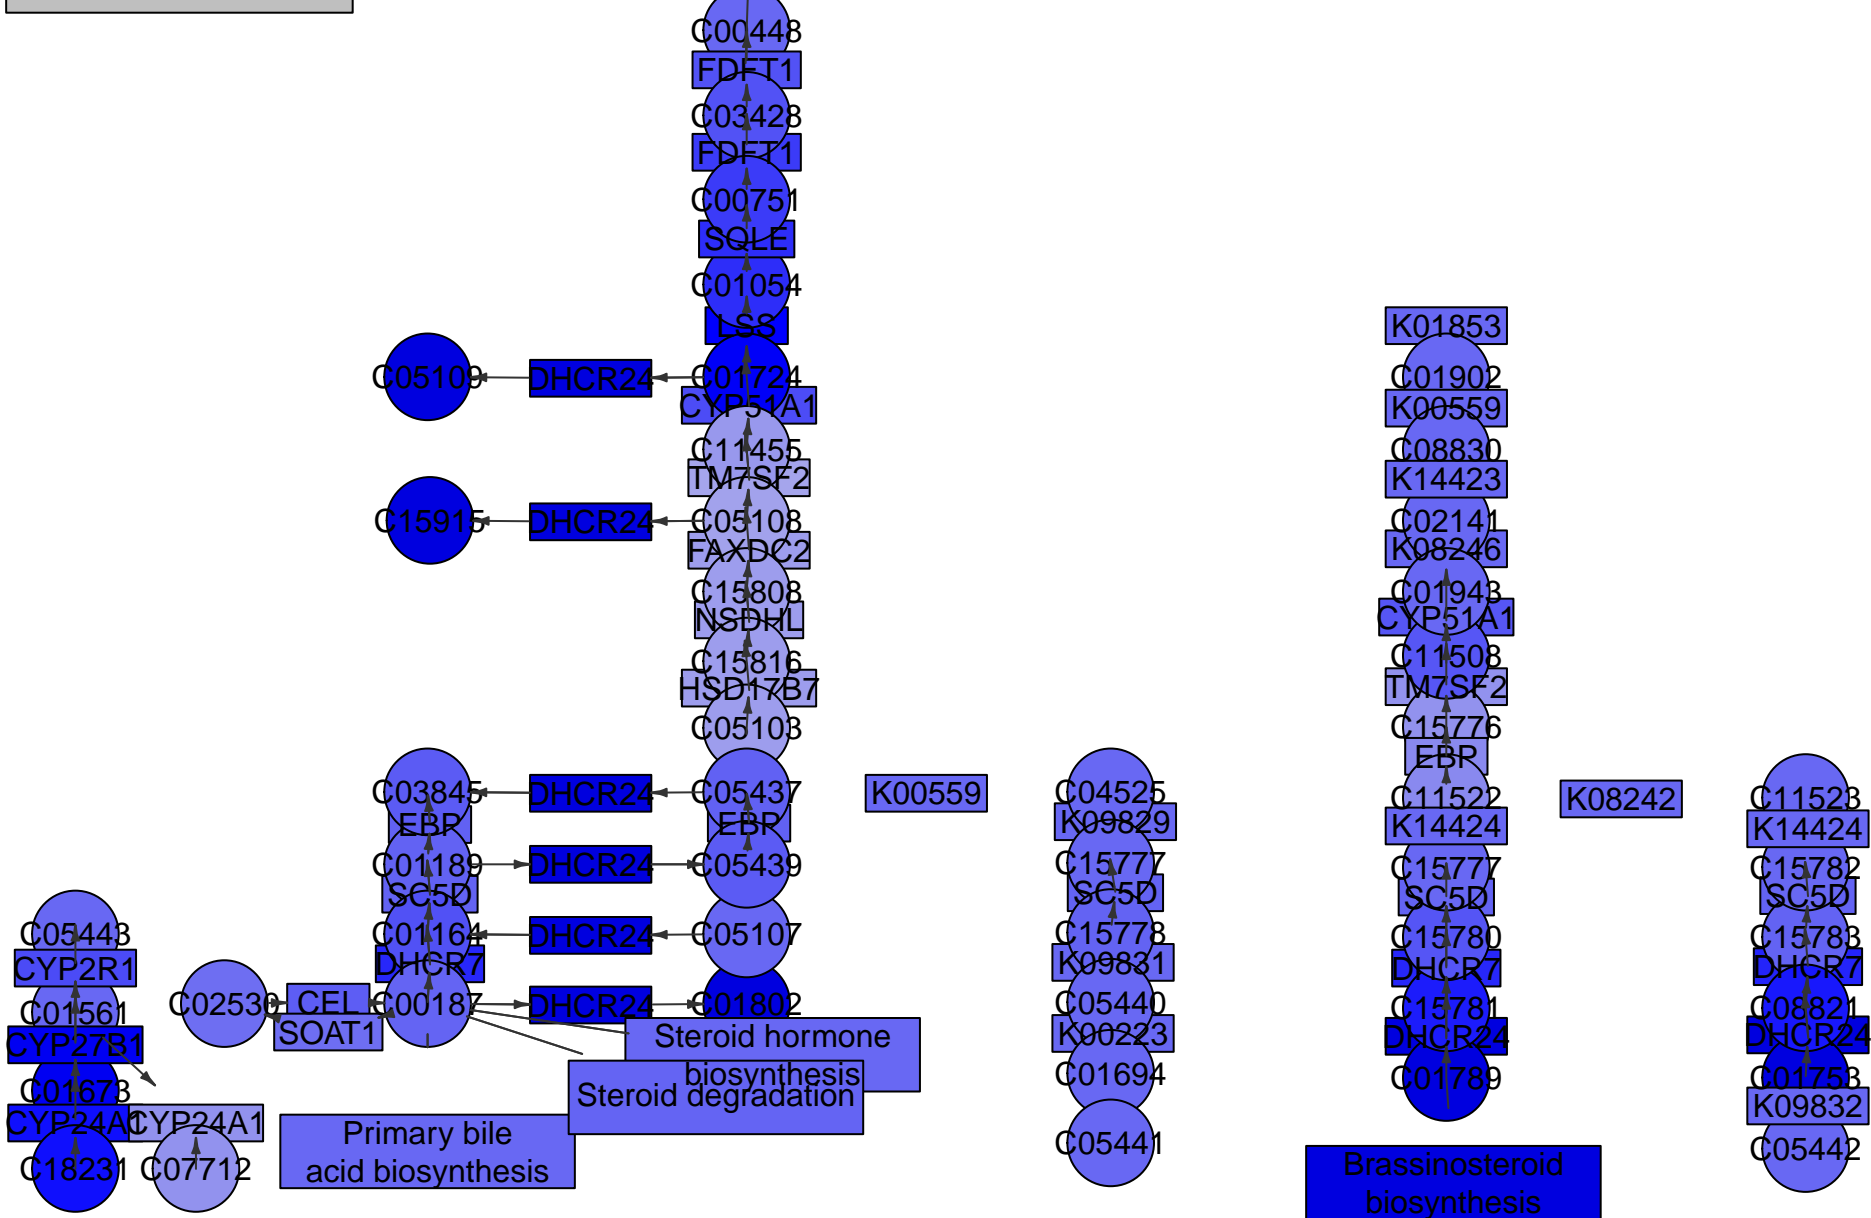 C00448
FDFT1
C03428
FDFT1
C00751
SQLE
C01054
LSS
C05109
DHCR24
C01724
CYP51A1
C11455
TM7SF2
C15915
DHCR24
C05108
FAXDC2
C15808
NSDHL
C15816
HSD17B7
C05103
C03845
DHCR24
C05437
EBP
EBP
C01189
DHCR24
C05439
SC5D
C01164
DHCR24
C05107
DHCR7
C02530
CEL
SOAT1
C00187
DHCR24
C01802
Steroid hormone
biosynthesis
Steroid degradation
Primary bile
acid biosynthesis
C05443
CYP2R1
C01561
CYP27B1
C01673
CYP24A1
CYP24A1
C18231
C07712
K00559
C04525
K09829
C15777
SC5D
C15778
K09831
C05440
K00223
C01694
C05441
K01853
C01902
K00559
C08830
K14423
C02141
K08246
C01943
CYP51A1
C11508
TM7SF2
C15776
EBP
C11522
K14424
C15777
SC5D
C15780
DHCR7
C15781
DHCR24
C01789
Brassinosteroid
biosynthesis
K08242
C11523
K14424
C15782
SC5D
C15783
DHCR7
C08821
DHCR24
C01753
K09832
C05442